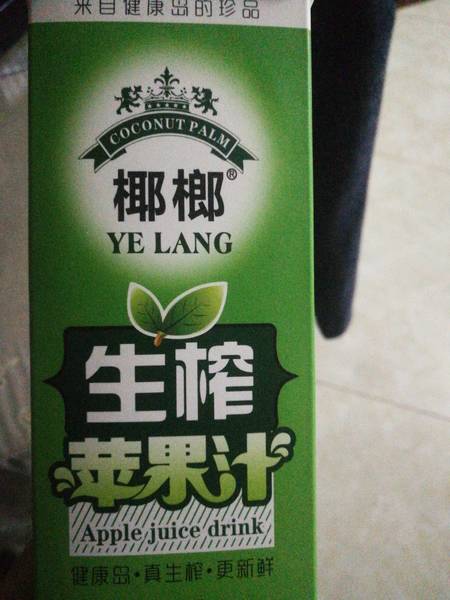 来自健康岛的珍品
COCONUT PALM
椰榔®
YE LANG
生榨
苹果汁
Apple juice drink
健康岛·真生榨·更新鲜